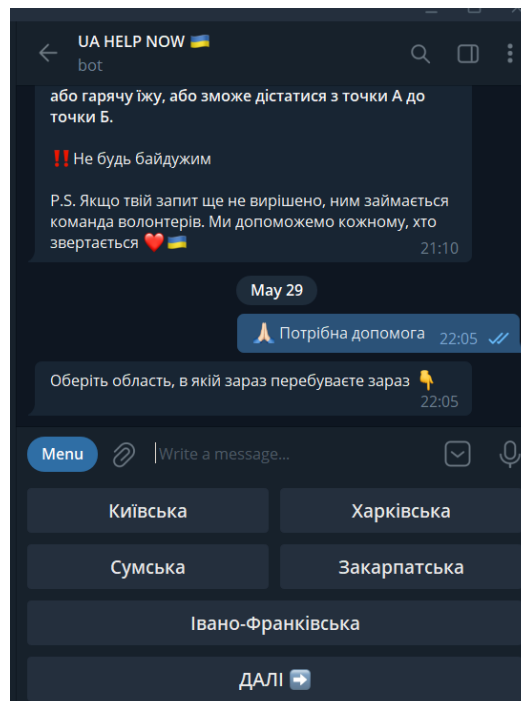 UA HELP NOW 🇺🇦
bot
або гарячу їжу, або зможе дістатися з точки А до
точки Б.
‼️Не будь байдужим
P.S. Якщо твій запит ще не вирішено, ним займається
команда волонтерів. Ми допоможемо кожному, хто
звертається ❤️🇺🇦
21:10
May 29
🙏🏻 Потрібна допомога 22:05
Оберіть область, в якій зараз перебуваєте зараз 👇
22:05
Menu Write a message...
Київська Харківська
Сумська Закарпатська
Івано-Франківська
ДАЛІ ➡️